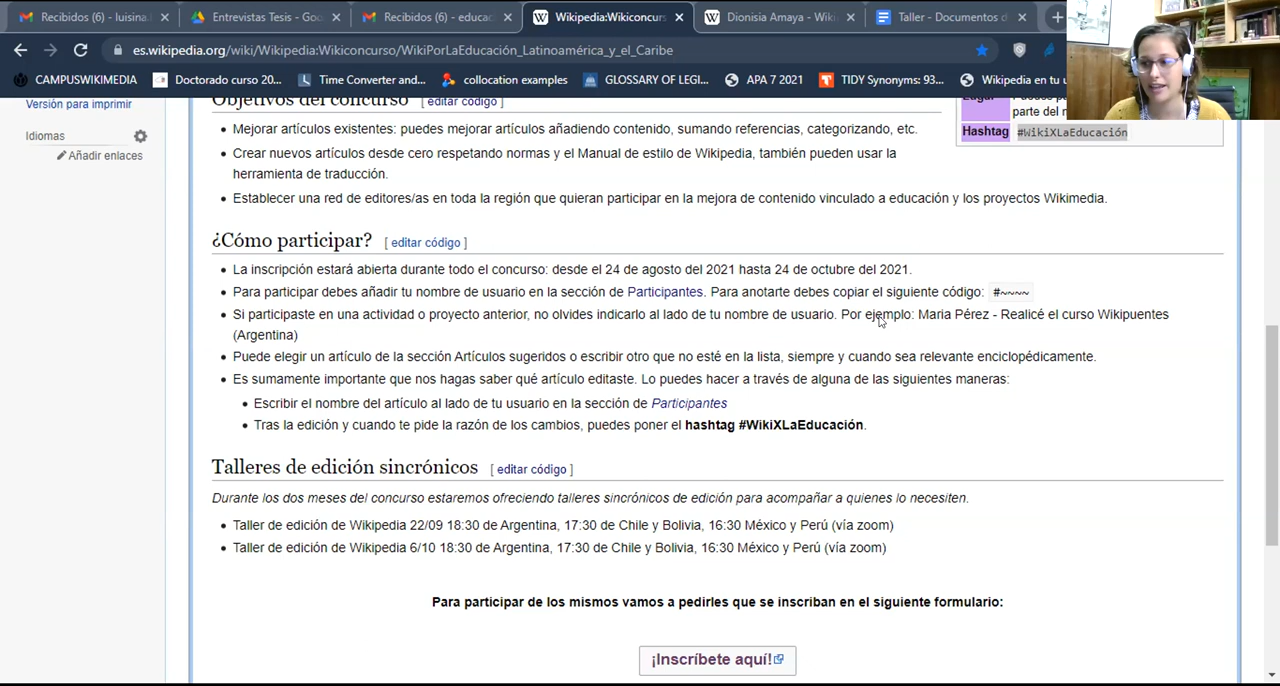 Recibidos (6) - luisina.
Entrevistas Tesis - Goo
Recibidos (6) - educac
Wikipedia:Wikiconcurs
Dionisia Amaya - Wiki
Taller - Documentos d
es.wikipedia.org/wiki/Wikipedia:Wikiconcurso/WikiPorLaEducación_Latinoamérica_y_el_Caribe
CAMPUSWIKIMEDIA
Doctorado curso 20...
Time Converter and...
collocation examples
GLOSSARY OF LEGI...
APA 7 2021
TIDY Synonyms: 93...
Wikipedia en tu u
Versión para imprimir
Idiomas
Añadir enlaces
Objetivos del concurso [ editar código ]
parte del
Hashtag #WikiXLaEducación
• Mejorar artículos existentes: puedes mejorar artículos añadiendo contenido, sumando referencias, categorizando, etc.
• Crear nuevos artículos desde cero respetando normas y el Manual de estilo de Wikipedia, también pueden usar la
herramienta de traducción.
• Establecer una red de editores/as en toda la región que quieran participar en la mejora de contenido vinculado a educación y los proyectos Wikimedia.
¿Cómo participar? [ editar código ]
• La inscripción estará abierta durante todo el concurso: desde el 24 de agosto del 2021 hasta 24 de octubre del 2021.
• Para participar debes añadir tu nombre de usuario en la sección de Participantes. Para anotarte debes copiar el siguiente código: #~~~~
• Si participaste en una actividad o proyecto anterior, no olvides indicarlo al lado de tu nombre de usuario. Por ejemplo: Maria Pérez - Realicé el curso Wikipuentes
(Argentina)
• Puede elegir un artículo de la sección Artículos sugeridos o escribir otro que no esté en la lista, siempre y cuando sea relevante enciclopédicamente.
• Es sumamente importante que nos hagas saber qué artículo editaste. Lo puedes hacer a través de alguna de las siguientes maneras:
• Escribir el nombre del artículo al lado de tu usuario en la sección de Participantes
• Tras la edición y cuando te pide la razón de los cambios, puedes poner el hashtag #WikiXLaEducación.
Talleres de edición sincrónicos [ editar código ]
Durante los dos meses del concurso estaremos ofreciendo talleres sincrónicos de edición para acompañar a quienes lo necesiten.
• Taller de edición de Wikipedia 22/09 18:30 de Argentina, 17:30 de Chile y Bolivia, 16:30 México y Perú (vía zoom)
• Taller de edición de Wikipedia 6/10 18:30 de Argentina, 17:30 de Chile y Bolivia, 16:30 México y Perú (vía zoom)
Para participar de los mismos vamos a pedirles que se inscriban en el siguiente formulario:
¡Inscríbete aquí!